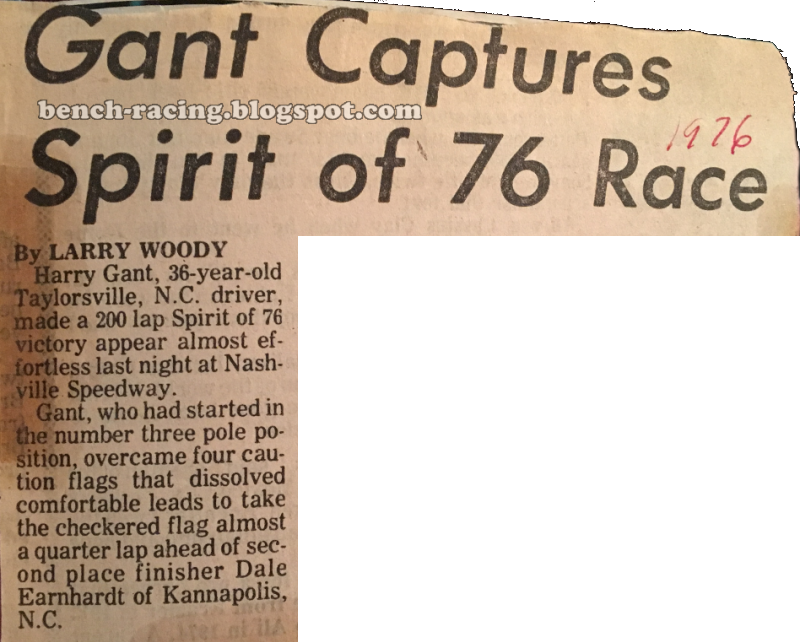 Gant Captures
bench-racing.blogspot.com
1976
Spirit of 76 Race
By LARRY WOODY
Harry Gant, 36-year-old
Taylorsville, N.C. driver,
made a 200 lap Spirit of 76
victory appear almost ef-
fortless last night at Nash-
ville Speedway.
Gant, who had started in
the number three pole po-
sition, overcame four cau-
tion flags that dissolved
comfortable leads to take
the checkered flag almost
a quarter lap ahead of sec-
ond place finisher Dale
Earnhardt of Kannapolis,
N.C.